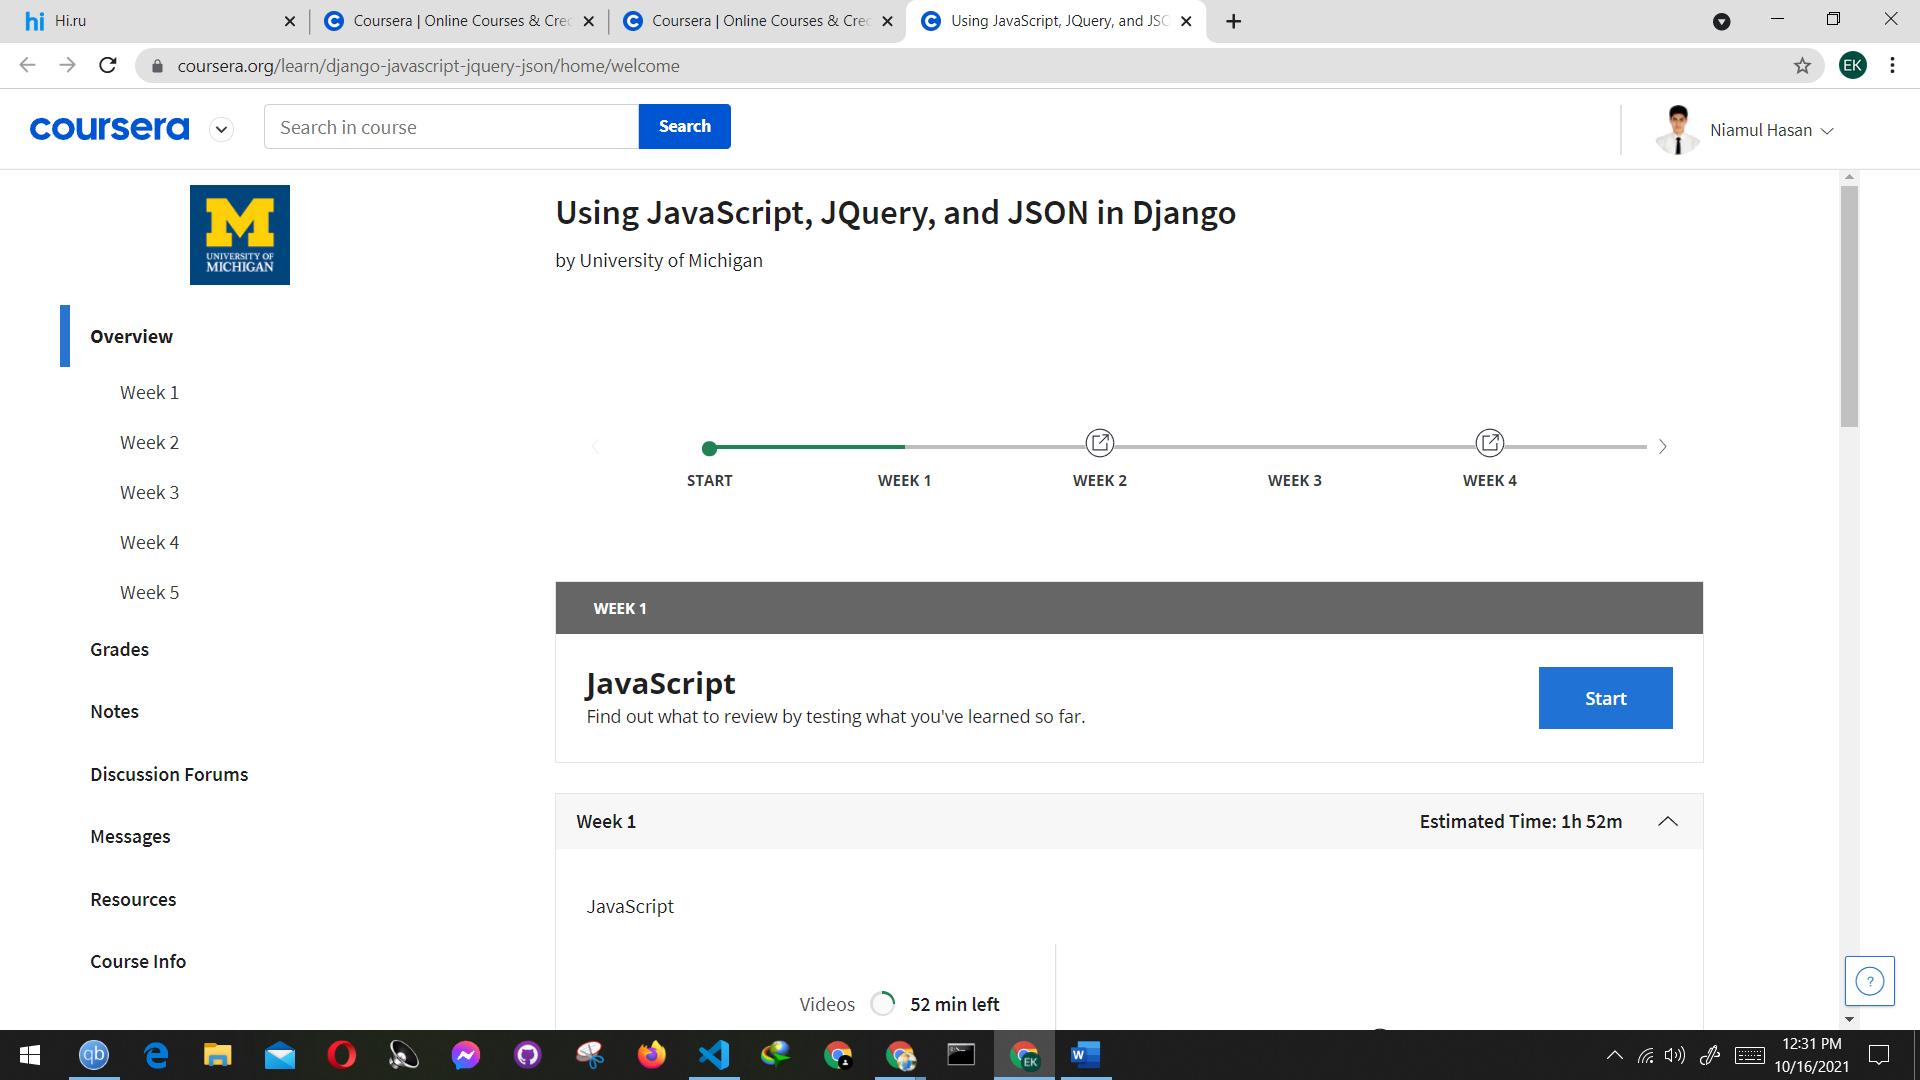 hi Hi.ru
Coursera | Online Courses & Cre
Coursera | Online Courses & Cre
Using JavaScript, JQuery, and JSO
coursera.org/learn/django-javascript-jquery-json/home/welcome
EK
coursera
Search in course
Search
Niamul Hasan
M
UNIVERSITY OF
MICHIGAN
Using JavaScript, JQuery, and JSON in Django
by University of Michigan
Overview
Week 1
Week 2
Week 3
Week 4
Week 5
Grades
Notes
Discussion Forums
Messages
Resources
Course Info
START
WEEK 1
WEEK 2
WEEK 3
WEEK 4
WEEK 1
JavaScript
Find out what to review by testing what you've learned so far.
Start
Week 1
Estimated Time: 1h 52m
JavaScript
Videos
52 min left
?
qb
EK
W
12:31 PM
10/16/2021